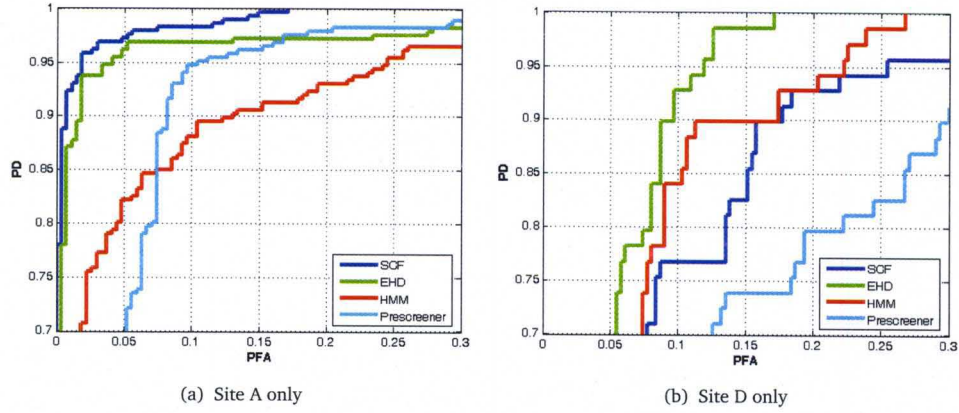 1
0.95
0.9
0.85
0.8
0.75
0.7
PD
0 0.05 0.1 0.15 0.2 0.25 0.3
PFA
SCF
EHD
HMM
Prescreener
(a) Site A only
1
0.95
0.9
0.85
0.8
0.75
0.7
PD
0 0.05 0.1 0.15 0.2 0.25 0.3
PFA
SCF
EHD
HMM
Prescreener
(b) Site D only